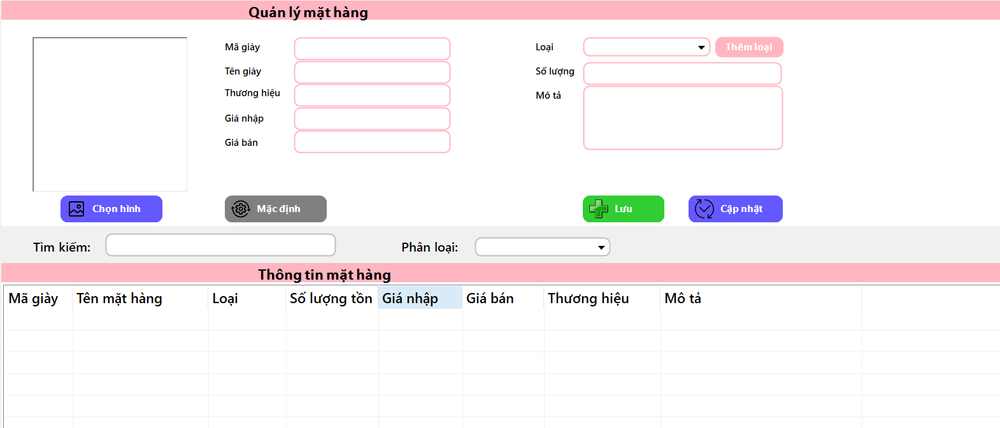 Quản lý mặt hàng
Mã giày
Tên giày
Thương hiệu
Giá nhập
Giá bán
Loại
Thêm loại
Số lượng
Mô tả
Chọn hình
Mặc định
Lưu
Cập nhật
Tìm kiếm:
Phân loại:
Thông tin mặt hàng
Mã giày Tên mặt hàng Loại Số lượng tồn Giá nhập Giá bán Thương hiệu Mô tả